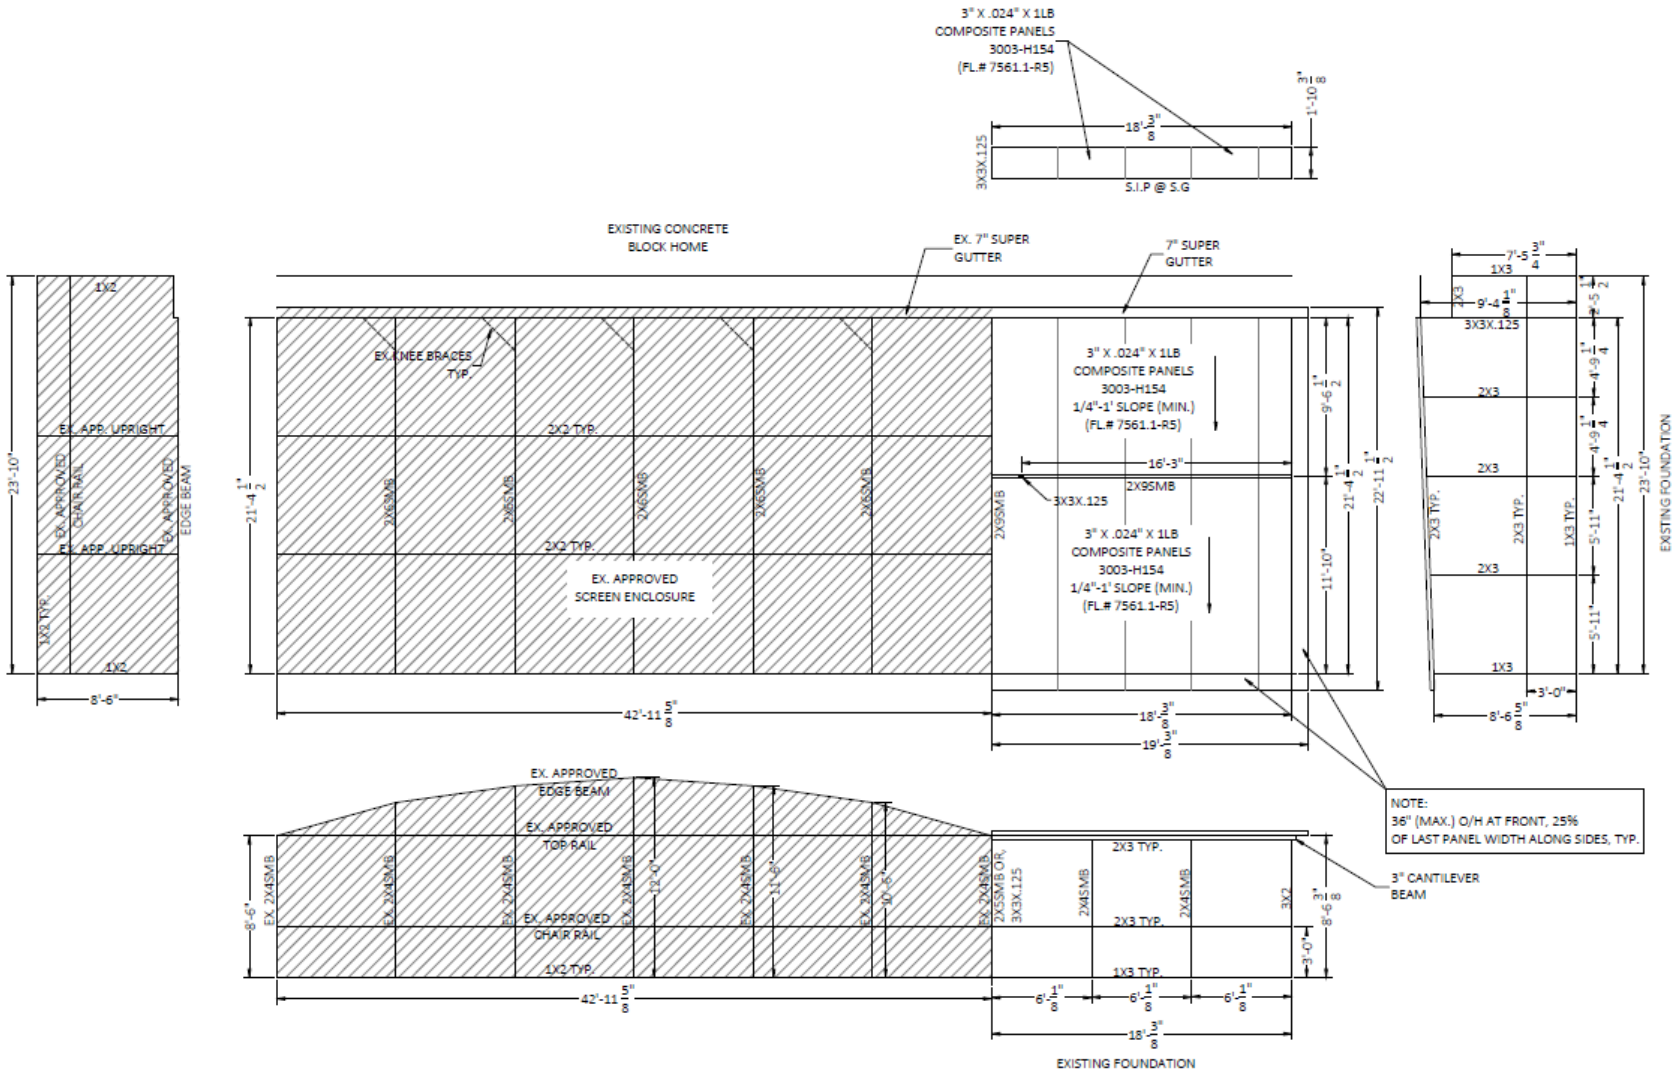 3" X .024" X 1LB
COMPOSITE PANELS
3003-H154
(FL.# 7561.1-R5)
18'-3/8"
1'-10 3/8"
3X3X.125
S.I.P @ S.G
EXISTING CONCRETE
BLOCK HOME
EX. 7" SUPER
GUTTER
7" SUPER
GUTTER
1X2
EX. APP. UPRIGHT
EX. APPROVED
CHAIR RAIL
EX. APPROVED
EDGE BEAM
EX. APP. UPRIGHT
1X2 TYP.
1X2
23'-10"
8'-6"
21'-4 1/2"
EX.KNEE BRACES
TYP.
2X2 TYP.
2X6SMB
2X6SMB
2X6SMB
2X6SMB
2X6SMB
2X2 TYP.
EX. APPROVED
SCREEN ENCLOSURE
42'-11 5/8"
3" X .024" X 1LB
COMPOSITE PANELS
3003-H154
1/4"-1' SLOPE (MIN.)
(FL.# 7561.1-R5)
16'-3"
2X9SMB
3X3X.125
2X9SMB
3" X .024" X 1LB
COMPOSITE PANELS
3003-H154
1/4"-1' SLOPE (MIN.)
(FL.# 7561.1-R5)
9'-6 1/2"
11'-10"
21'-4 1/2"
22'-11 1/2"
18'-3/8"
19'-3/8"
7'-5 3/4"
1X3
2X3
9'-4 1/8"
3X3X.125
2'-5 1/2"
4'-9 1/4"
2X3
4'-9 1/4"
2X3
2X3 TYP.
2X3 TYP.
1X3 TYP.
5'-11"
2X3
5'-11"
1X3
21'-4 1/2"
23'-10"
EXISTING FOUNDATION
3'-0"
8'-6 5/8"
NOTE:
36" (MAX.) O/H AT FRONT, 25%
OF LAST PANEL WIDTH ALONG SIDES, TYP.
3" CANTILEVER
BEAM
EX. APPROVED
EDGE BEAM
EX. APPROVED
TOP RAIL
8'-6"
EX. 2X4SMB
EX. 2X4SMB
EX. 2X4SMB
EX. 2X4SMB
12'-0"
EX. 2X4SMB
11'-6"
EX. 2X4SMB
10'-6"
EX. 2X4SMB
2X5SMB OR,
3X3X.125
EX. APPROVED
CHAIR RAIL
1X2 TYP.
2X3 TYP.
2X4SMB
2X4SMB
3X2
2X3 TYP.
1X3 TYP.
8'-6 3/8"
3'-0"
42'-11 5/8"
6'-1/8"
6'-1/8"
6'-1/8"
18'-3/8"
EXISTING FOUNDATION